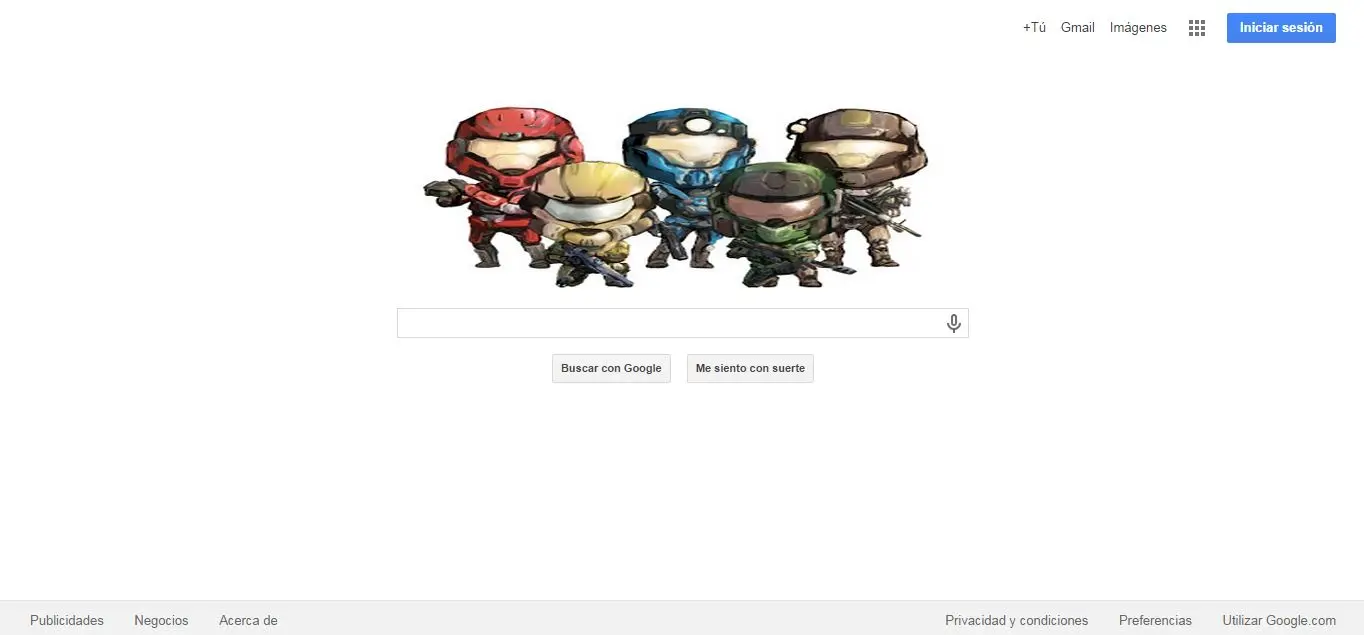 +Tú Gmail Imágenes Iniciar sesión
Buscar con Google Me siento con suerte
Publicidades Negocios Acerca de Privacidad y condiciones Preferencias Utilizar Google.com